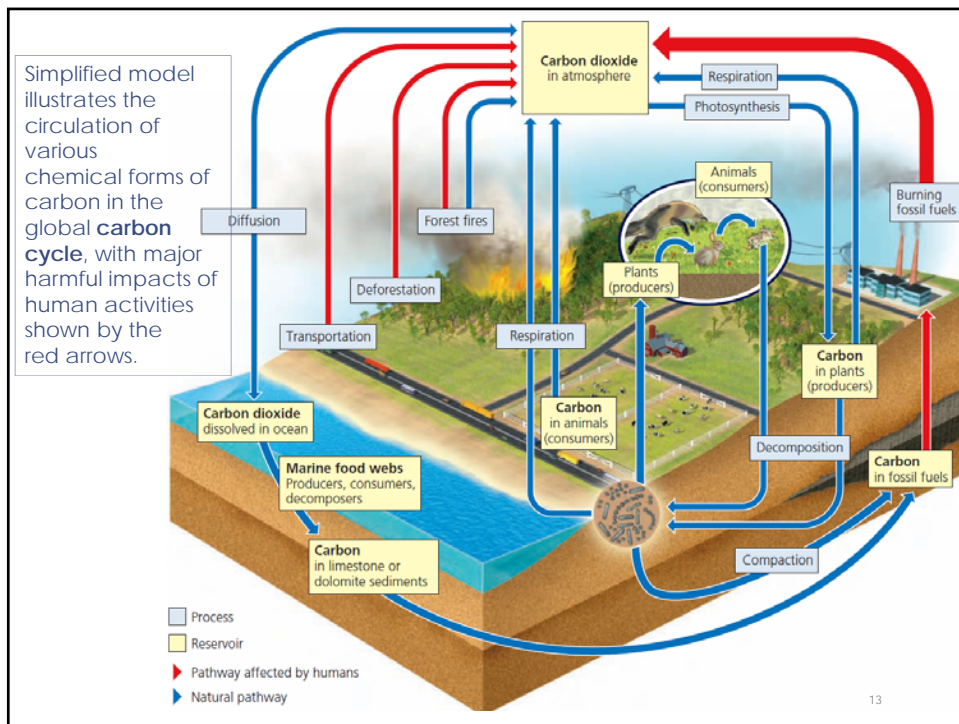 Simplified model
illustrates the
circulation of
various
chemical forms of
carbon in the
global carbon
cycle, with major
harmful impacts of
human activities
shown by the
red arrows.
Carbon dioxide
in atmosphere
Respiration
Photosynthesis
Animals
(consumers)
Burning
fossil fuels
Diffusion
Forest fires
Plants
(producers)
Deforestation
Transportation
Respiration
Carbon
in plants
(producers)
Carbon dioxide
dissolved in ocean
Carbon
in animals
(consumers)
Decomposition
Marine food webs
Producers, consumers,
decomposers
Carbon
in fossil fuels
Carbon
in limestone or
dolomite sediments
Compaction
Process
Reservoir
Pathway affected by humans
Natural pathway
13